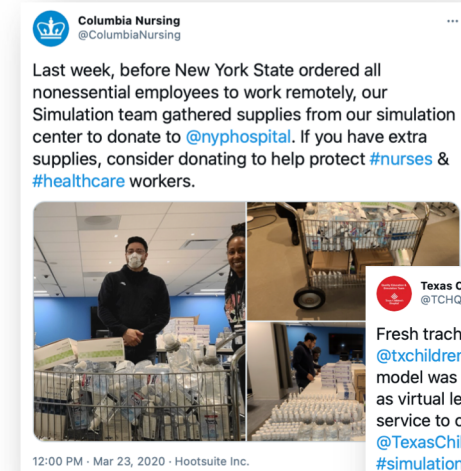 Columbia Nursing
@ColumbiaNursing
Last week, before New York State ordered all
nonessential employees to work remotely, our
Simulation team gathered supplies from our simulation
center to donate to @nyphospital. If you have extra
supplies, consider donating to help protect #nurses &
#healthcare workers.
12:00 PM · Mar 23, 2020 · Hootsuite Inc.
Texas C
@TCHQ
Fresh trach
@txchildren
model was
as virtual le
service to c
@TexasChil
#simulation